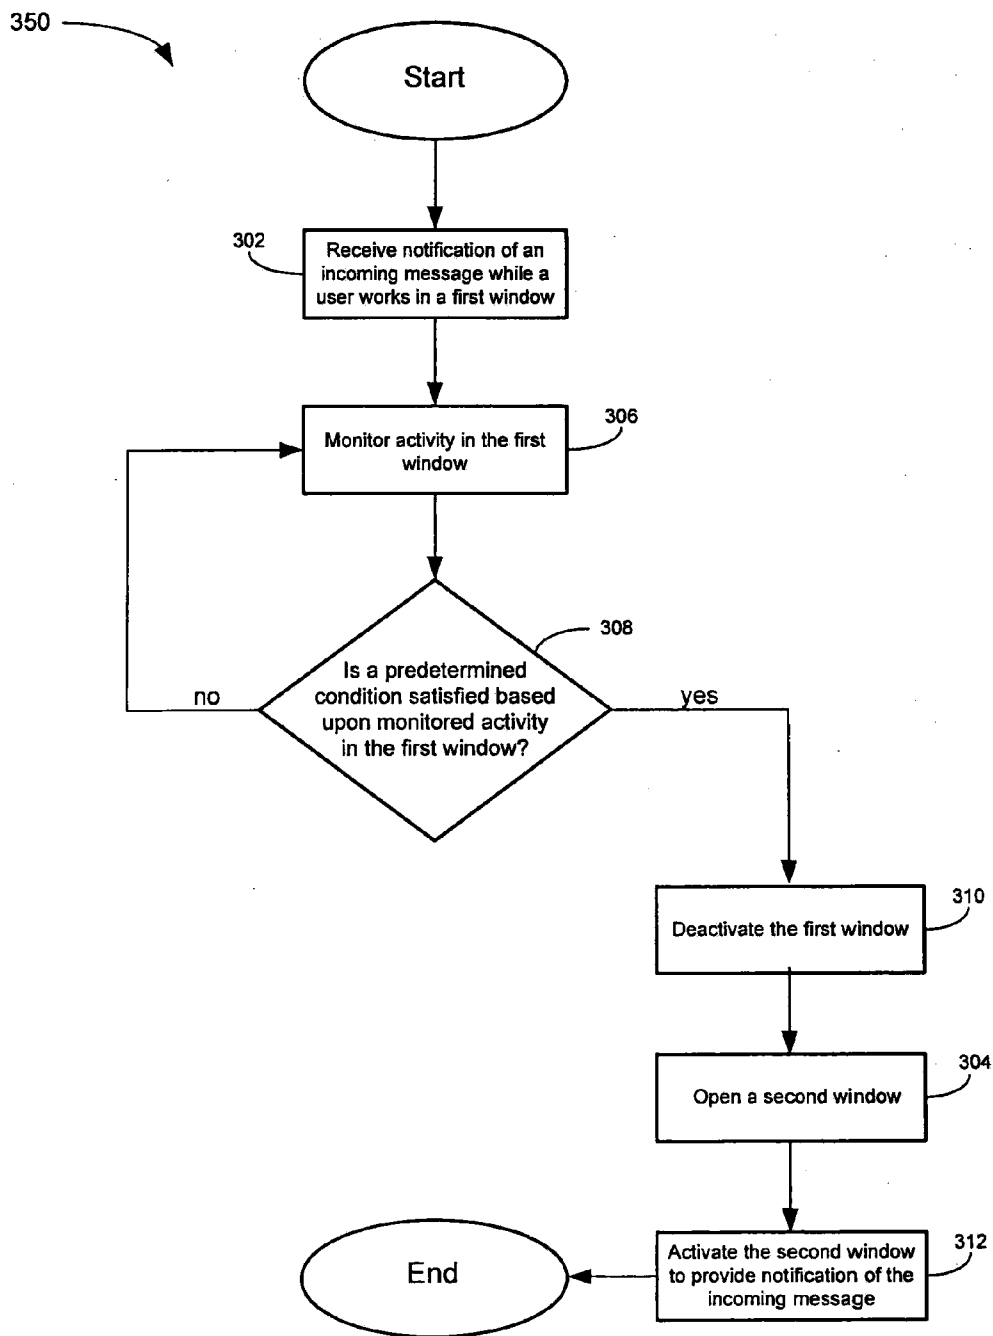 350
Start
302
Receive notification of an
incoming message while a
user works in a first window
306
Monitor activity in the first
window
308
Is a predetermined
condition satisfied based
upon monitored activity
in the first window?
no
yes
310
Deactivate the first window
304
Open a second window
312
Activate the second window
to provide notification of the
incoming message
End